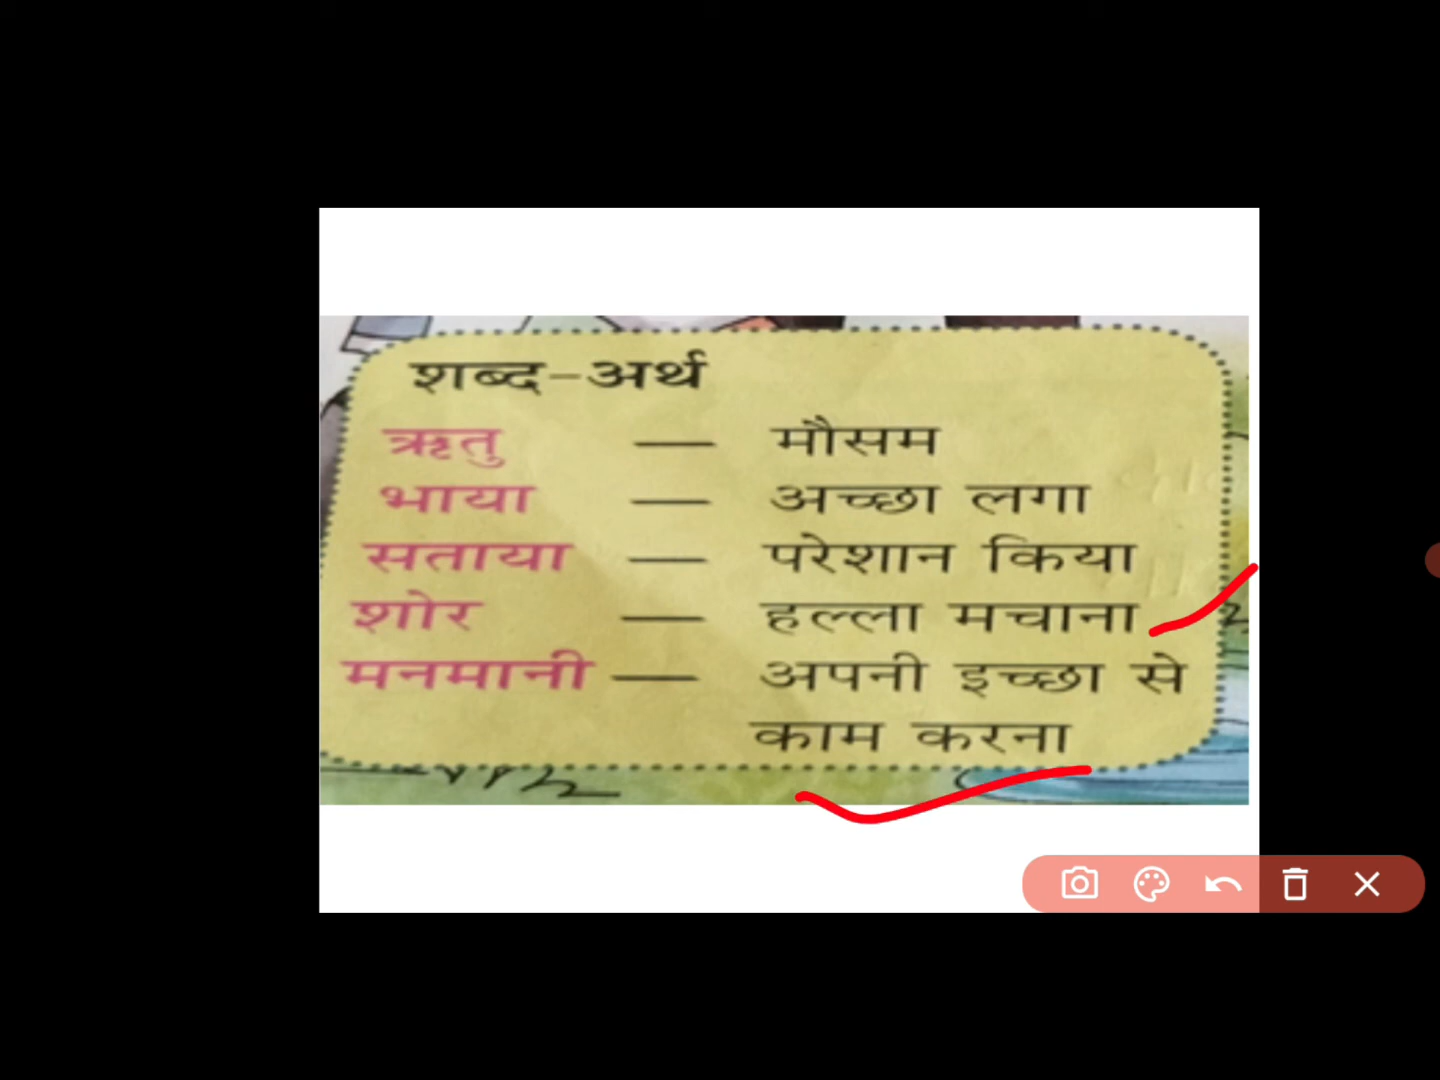 शब्द-अर्थ
ऋतु — मौसम
भाया — अच्छा लगा
सताया — परेशान किया
शोर — हल्ला मचाना
मनमानी — अपनी इच्छा से
काम करना